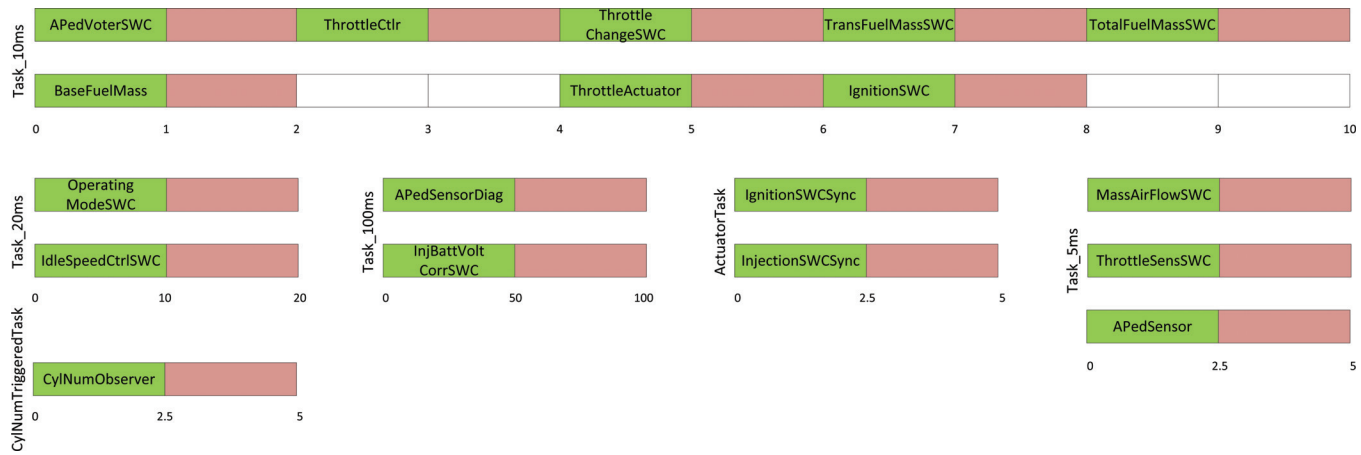 Task_10ms
APedVoterSWC
ThrottleCtlr
Throttle
ChangeSWC
TransFuelMassSWC
TotalFuelMassSWC
BaseFuelMass
ThrottleActuator
IgnitionSWC
0 1 2 3 4 5 6 7 8 9 10
Task_20ms
Operating
ModeSWC
IdleSpeedCtrlSWC
0 10 20
Task_100ms
APedSensorDiag
InjBattVolt
CorrSWC
0 50 100
ActuatorTask
IgnitionSWCSync
InjectionSWCSync
0 2.5 5
Task_5ms
MassAirFlowSWC
ThrottleSensSWC
APedSensor
0 2.5 5
CylNumTriggeredTask
CylNumObserver
0 2.5 5